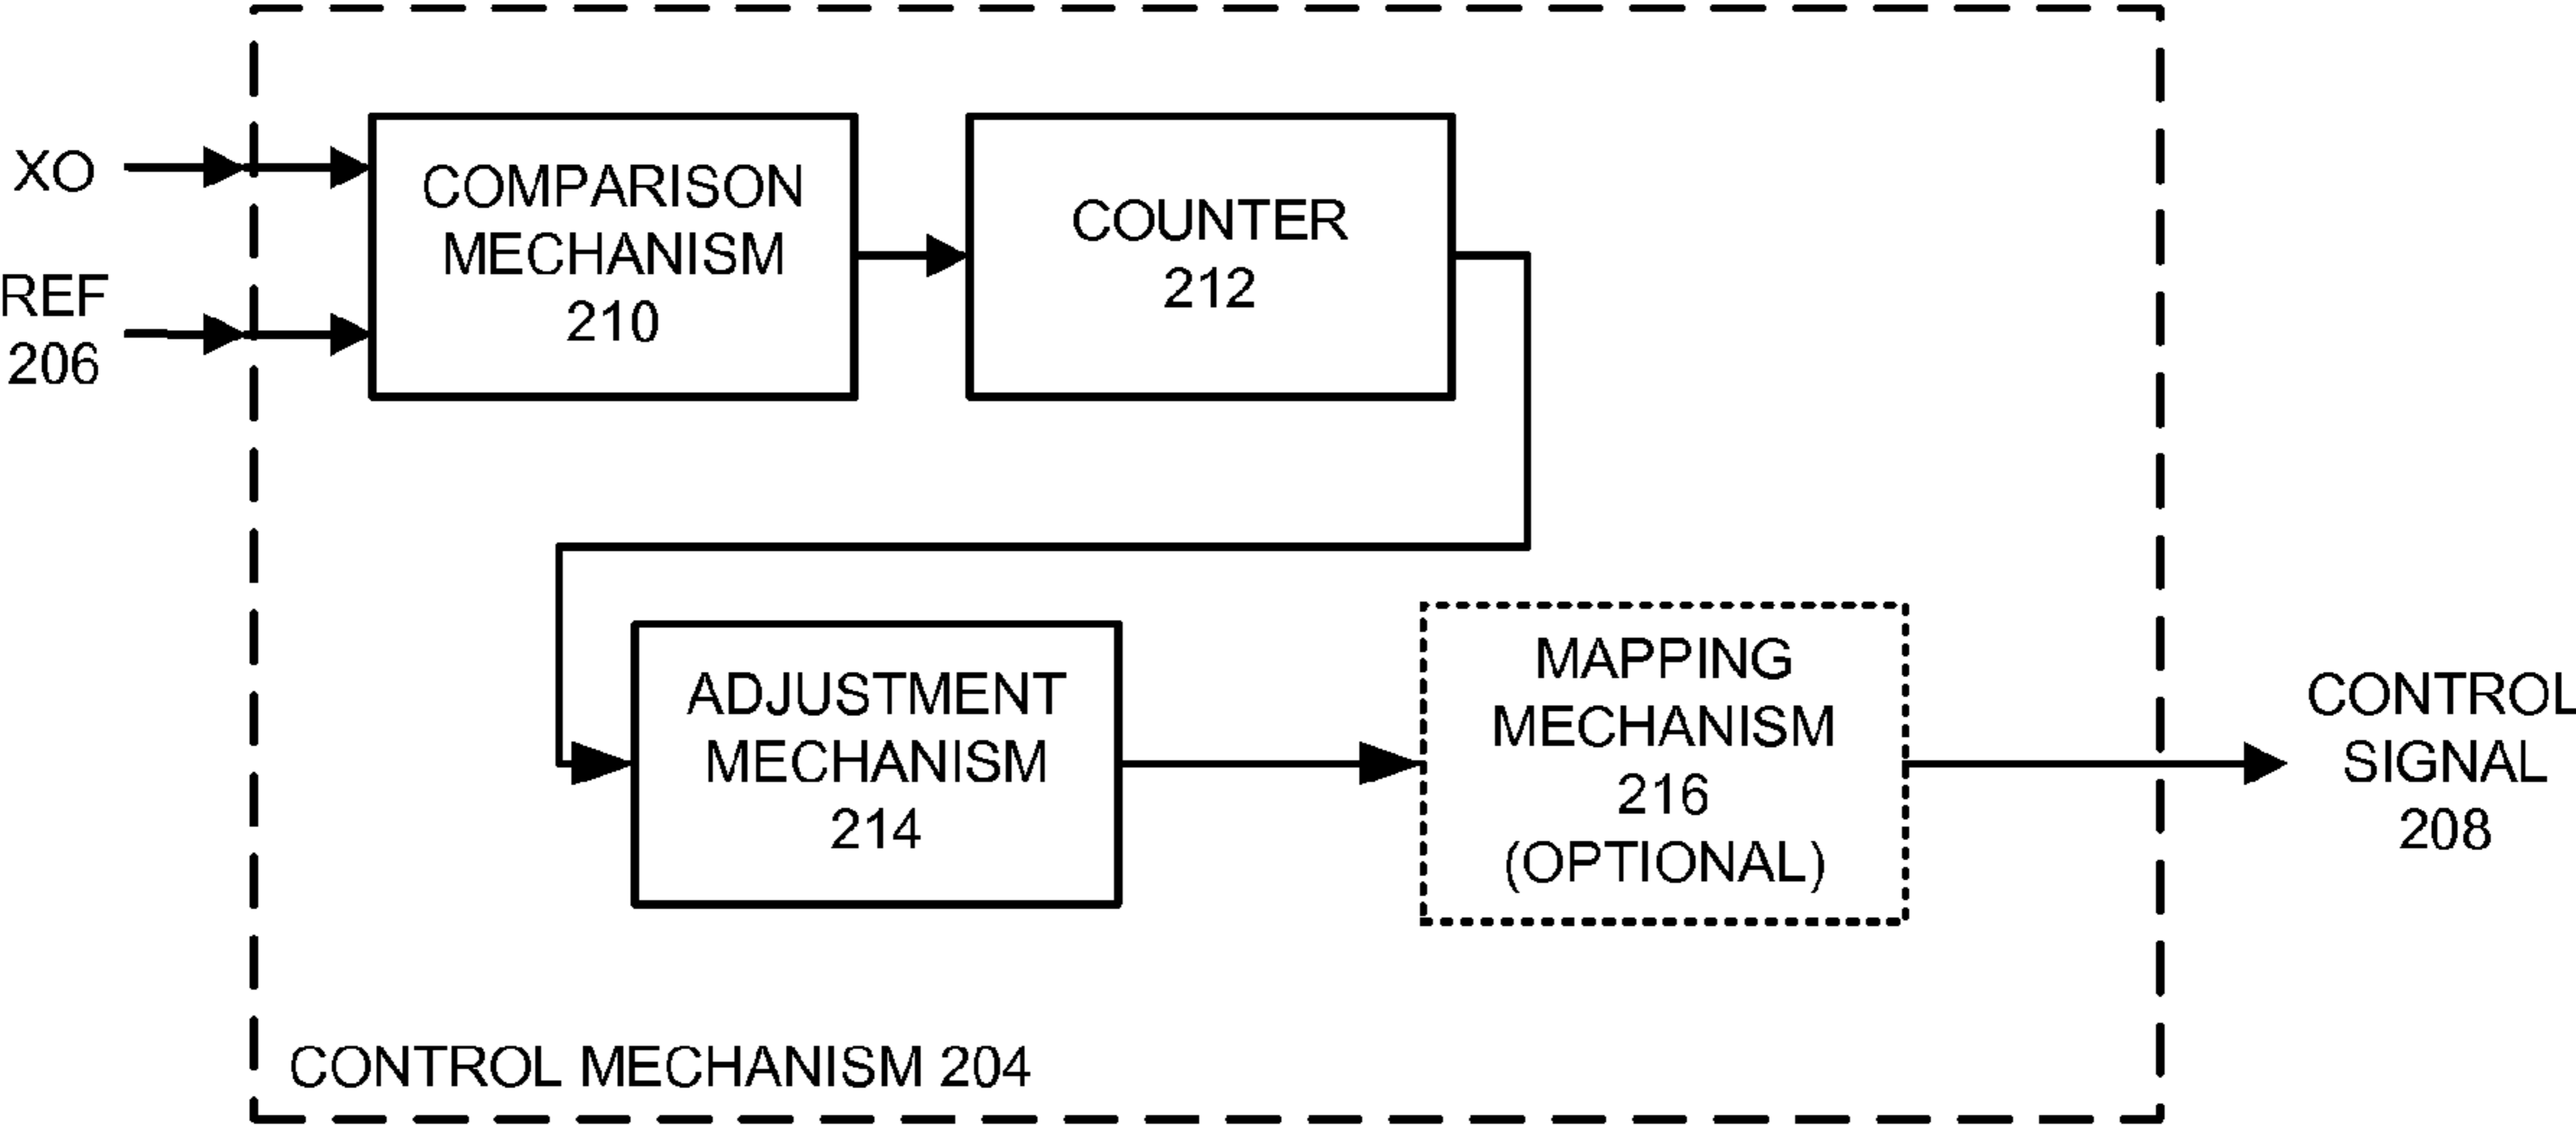 XO
REF
206
COMPARISON
MECHANISM
210
COUNTER
212
ADJUSTMENT
MECHANISM
214
MAPPING
MECHANISM
216
(OPTIONAL)
CONTROL
SIGNAL
208
CONTROL MECHANISM 204